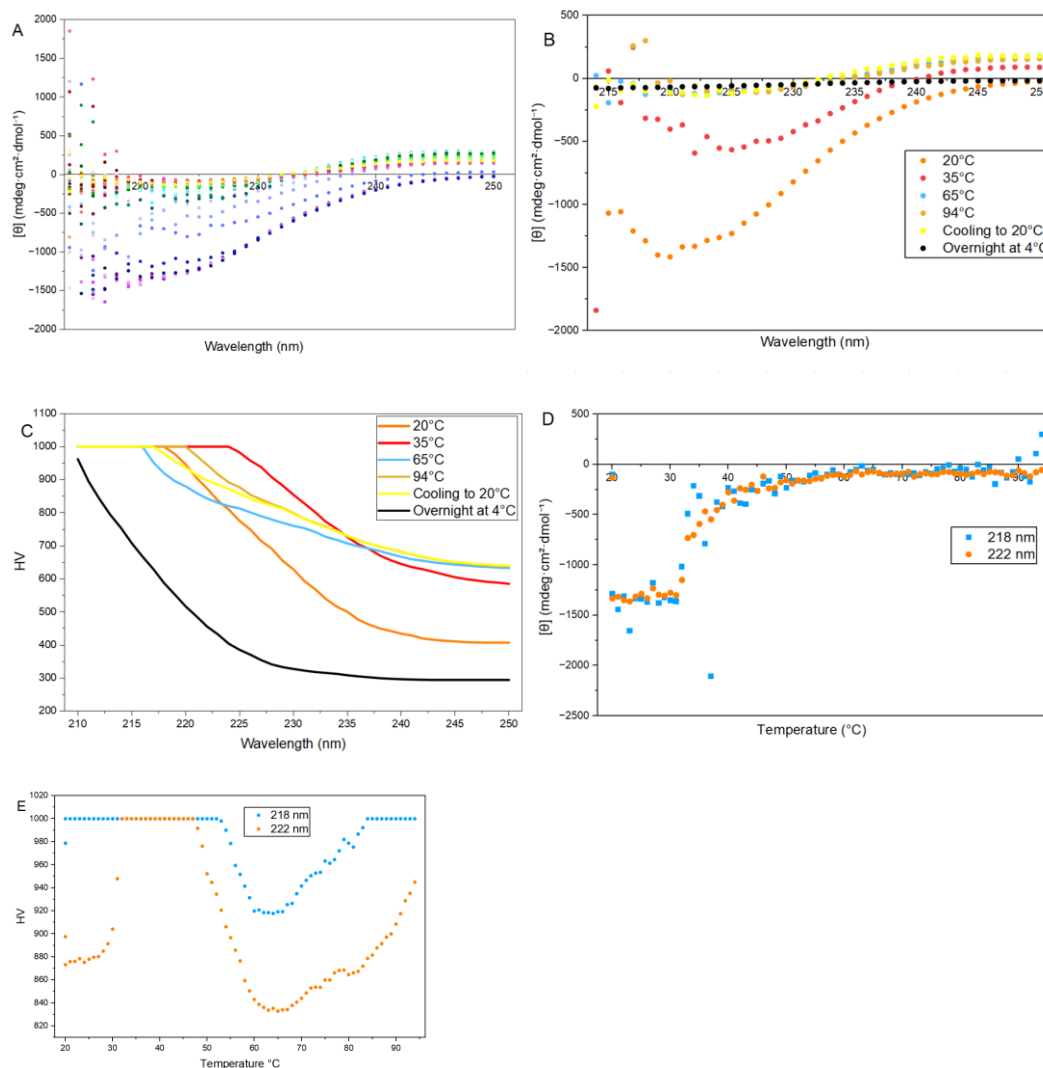 A
2000
1500
1000
500
0
−500
−1000
−1500
−2000
220
230
240
250
[θ] (mdeg·cm²·dmol⁻¹)
Wavelength (nm)
B
500
0
−500
−1000
−1500
−2000
215
220
225
230
235
240
245
250
[θ] (mdeg·cm²·dmol⁻¹)
Wavelength (nm)
20°C
35°C
65°C
94°C
Cooling to 20°C
Overnight at 4°C
C
1100
1000
900
800
700
600
500
400
300
200
210 215 220 225 230 235 240 245 250
HV
Wavelength (nm)
20°C
35°C
65°C
94°C
Cooling to 20°C
Overnight at 4°C
D
500
0
−500
−1000
−1500
−2000
−2500
20 30 40 50 60 70 80 90
[θ] (mdeg·cm²·dmol⁻¹)
Temperature (°C)
218 nm
222 nm
E
1020
1000
980
960
940
920
900
880
860
840
820
20 30 40 50 60 70 80 90
HV
Temperature °C
218 nm
222 nm